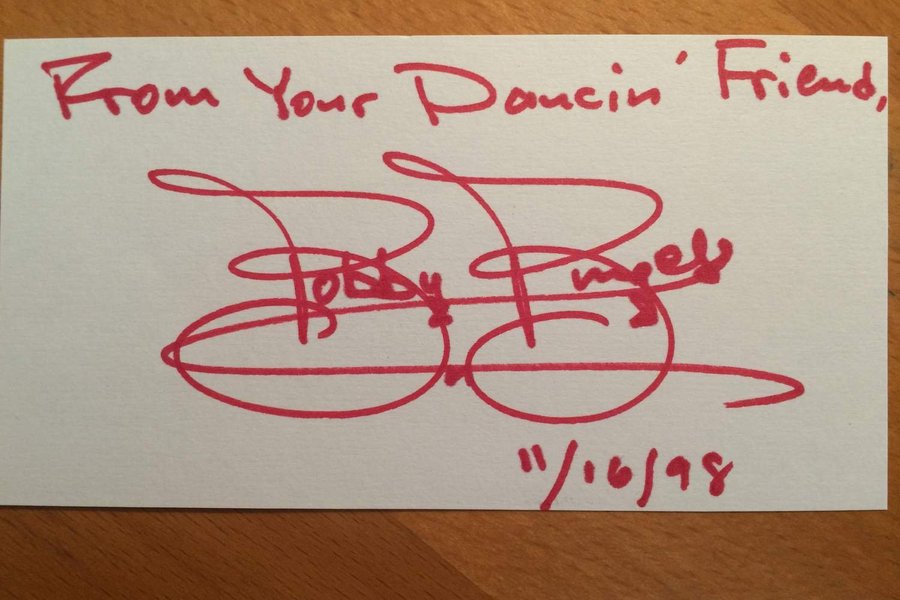 From Your Dancin' Friend,
Bobby Burgess
11/16/98